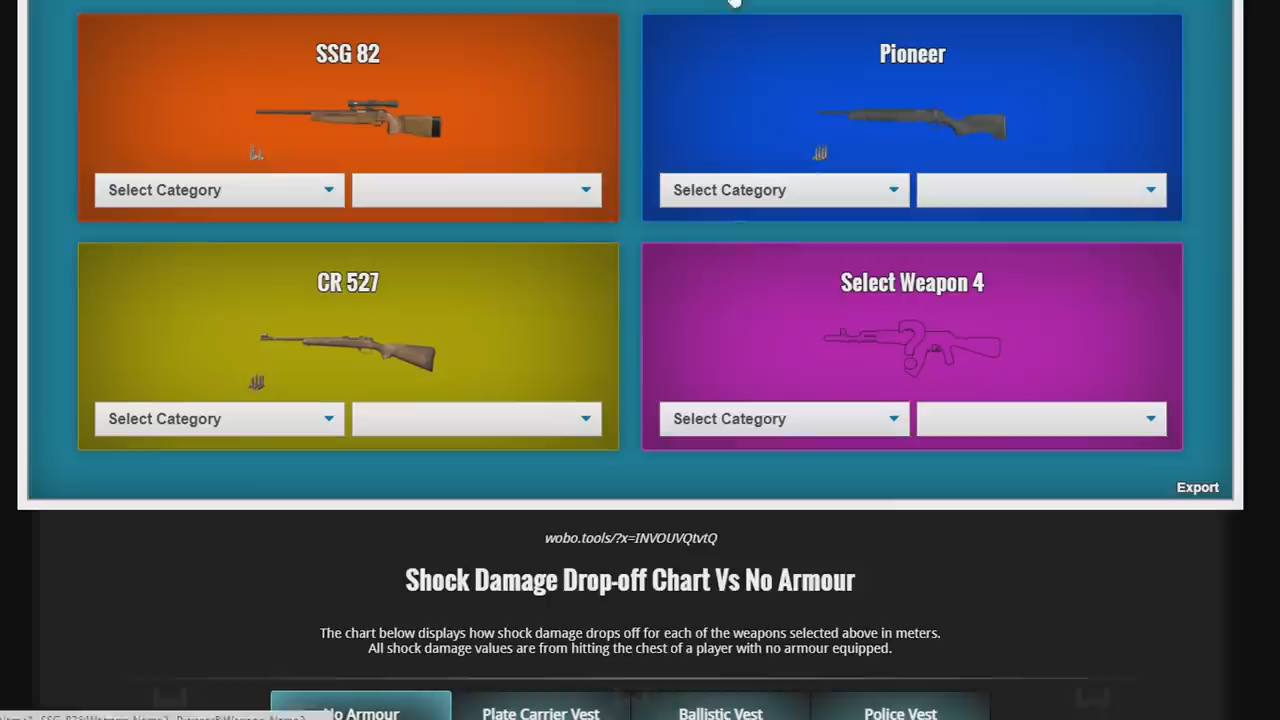 SSG 82
Pioneer
Select Category
Select Category
CR 527
Select Weapon 4
Select Category
Select Category
Export
wobo.tools/?x=INVOUVQtvtQ
Shock Damage Drop-off Chart Vs No Armour
The chart below displays how shock damage drops off for each of the weapons selected above in meters.
All shock damage values are from hitting the chest of a player with no armour equipped.
No Armour
Plate Carrier Vest
Ballistic Vest
Police Vest